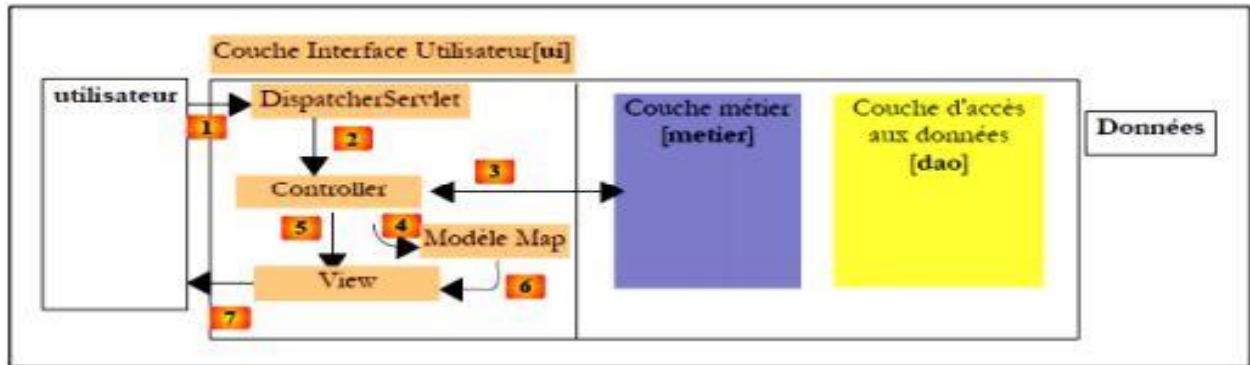 Couche Interface Utilisateur[ui]
utilisateur
DispatcherServlet
Couche métier
[metier]
Couche d'accès
aux données
[dao]
Données
1
2
Controller
3
5
4
Modèle Map
View
6
7